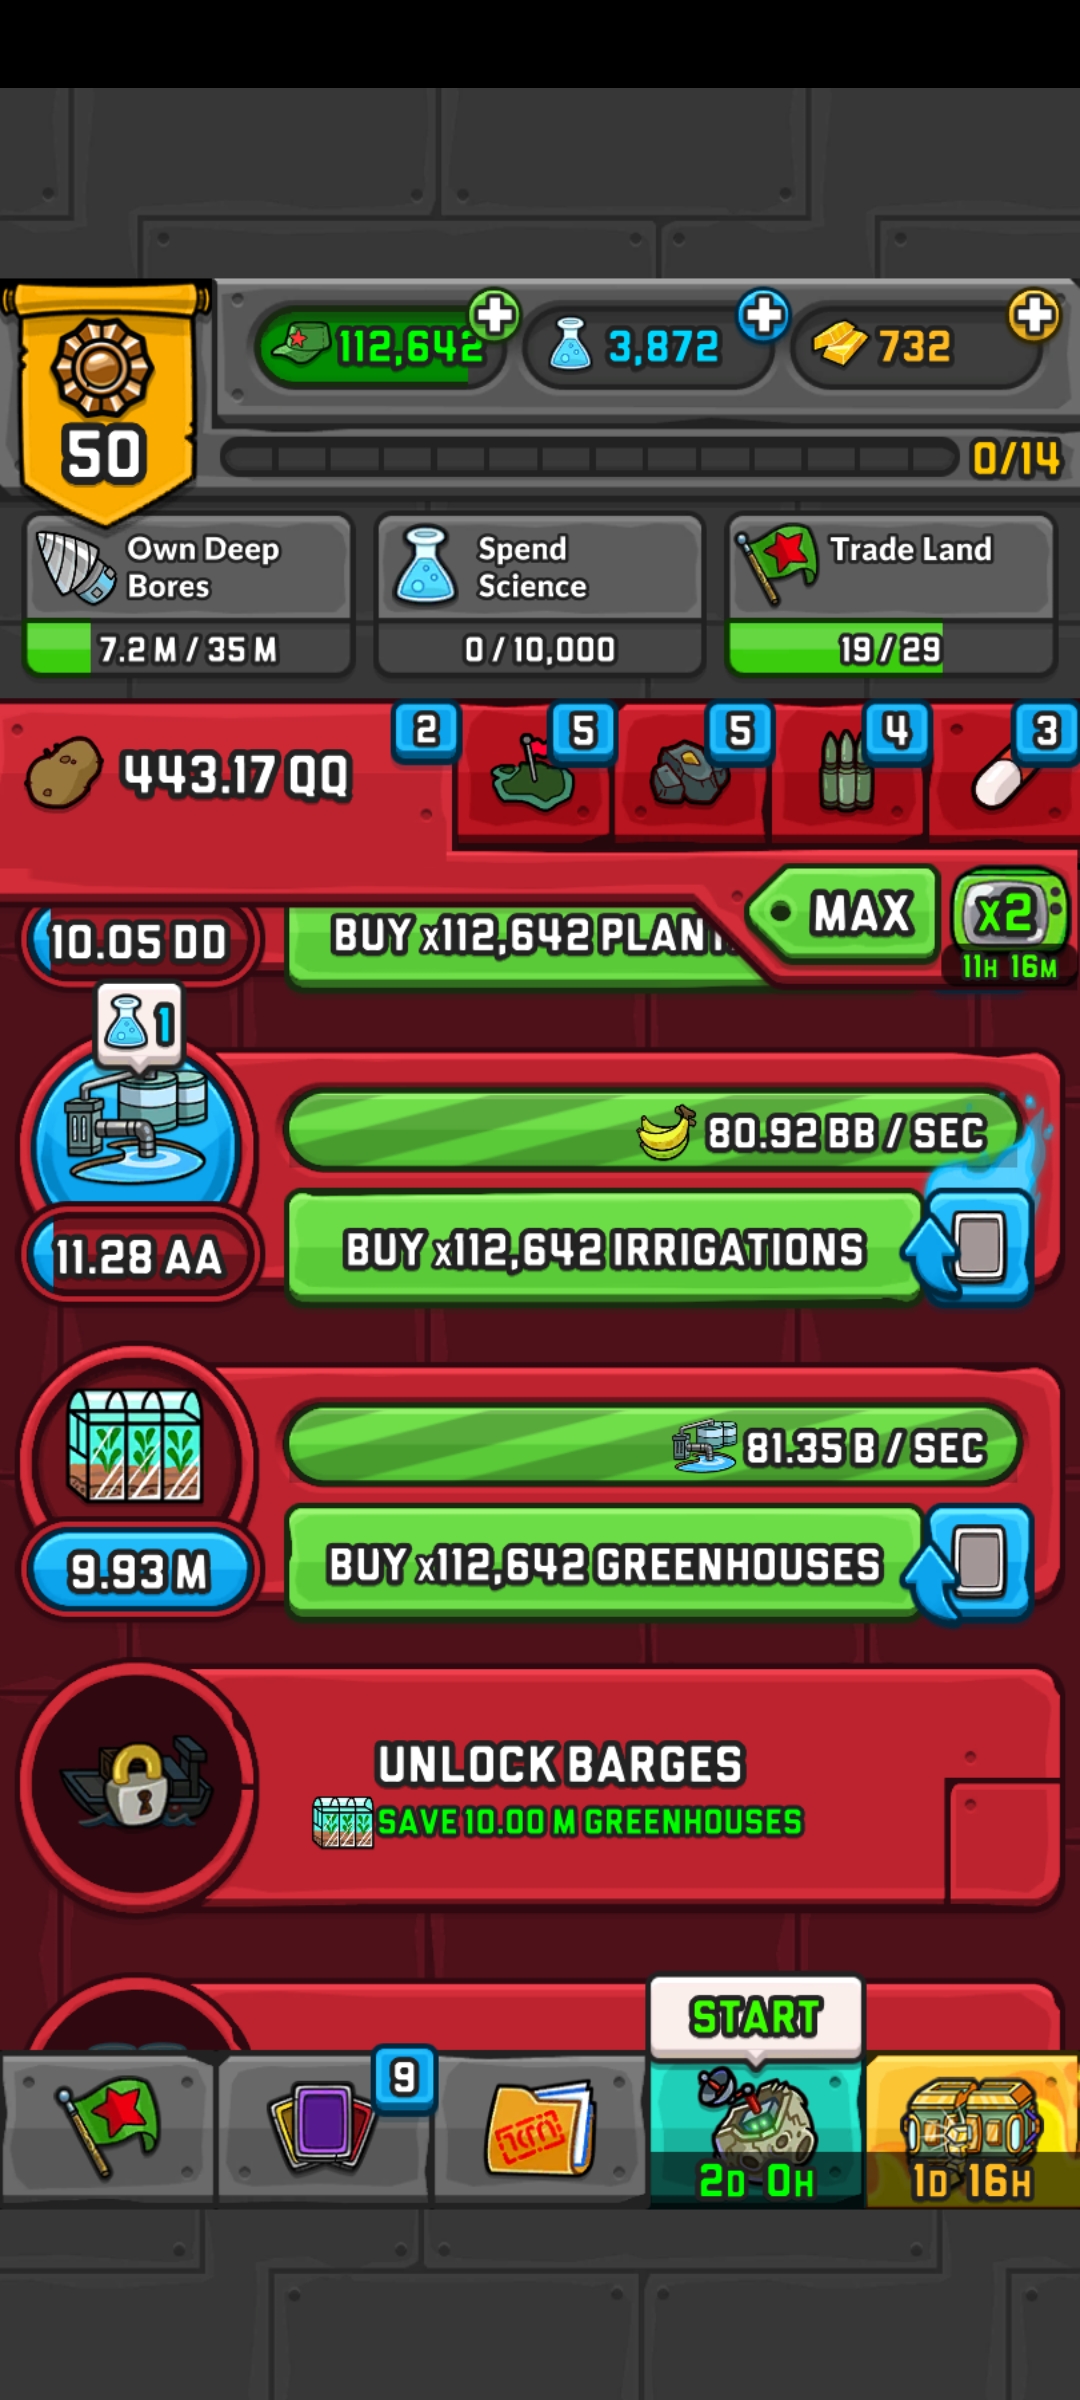 112,642
3,872
732
50
0/14
Own Deep Bores
7.2 M / 35 M
Spend Science
0 / 10,000
Trade Land
19 / 29
443.17 QQ
2
5
5
4
3
MAX
x2
11H 16M
10.05 DD
BUY x112,642
1
80.92 BB / SEC
11.28 AA
BUY x112,642 IRRIGATIONS
81.35 B / SEC
9.93 M
BUY x112,642 GREENHOUSES
UNLOCK BARGES
SAVE 10.00 M GREENHOUSES
START
9
2D 0H
1D 16H